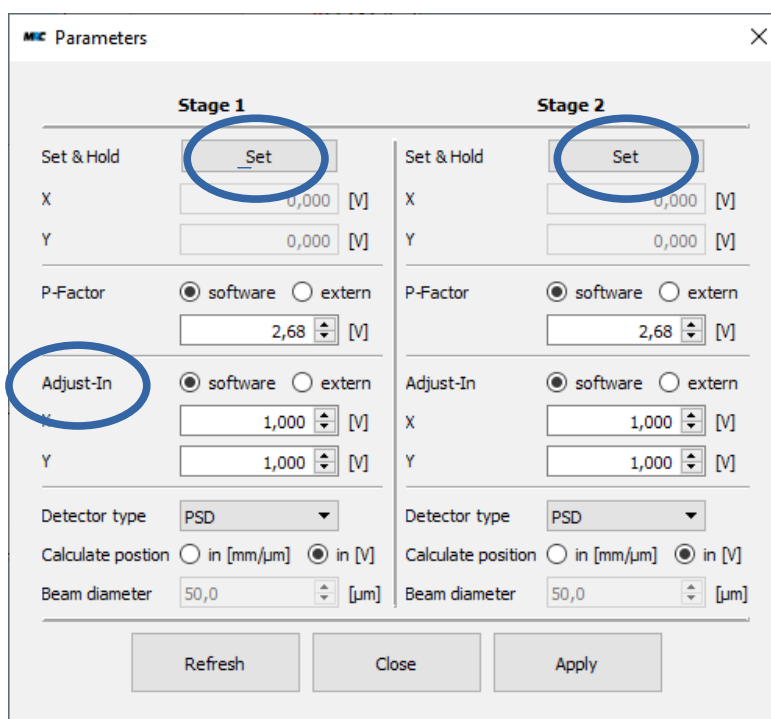 MRC Parameters
Stage 1 Stage 2
Set & Hold Set Set & Hold Set
X 0,000 [V] X 0,000 [V]
Y 0,000 [V] Y 0,000 [V]
P-Factor software extern P-Factor software extern
2,68 [V] 2,68 [V]
Adjust-In software extern Adjust-In software extern
X 1,000 [V] X 1,000 [V]
Y 1,000 [V] Y 1,000 [V]
Detector type PSD Detector type PSD
Calculate postion in [mm/µm] in [V] Calculate position in [mm/µm] in [V]
Beam diameter 50,0 [µm] Beam diameter 50,0 [µm]
Refresh Close Apply